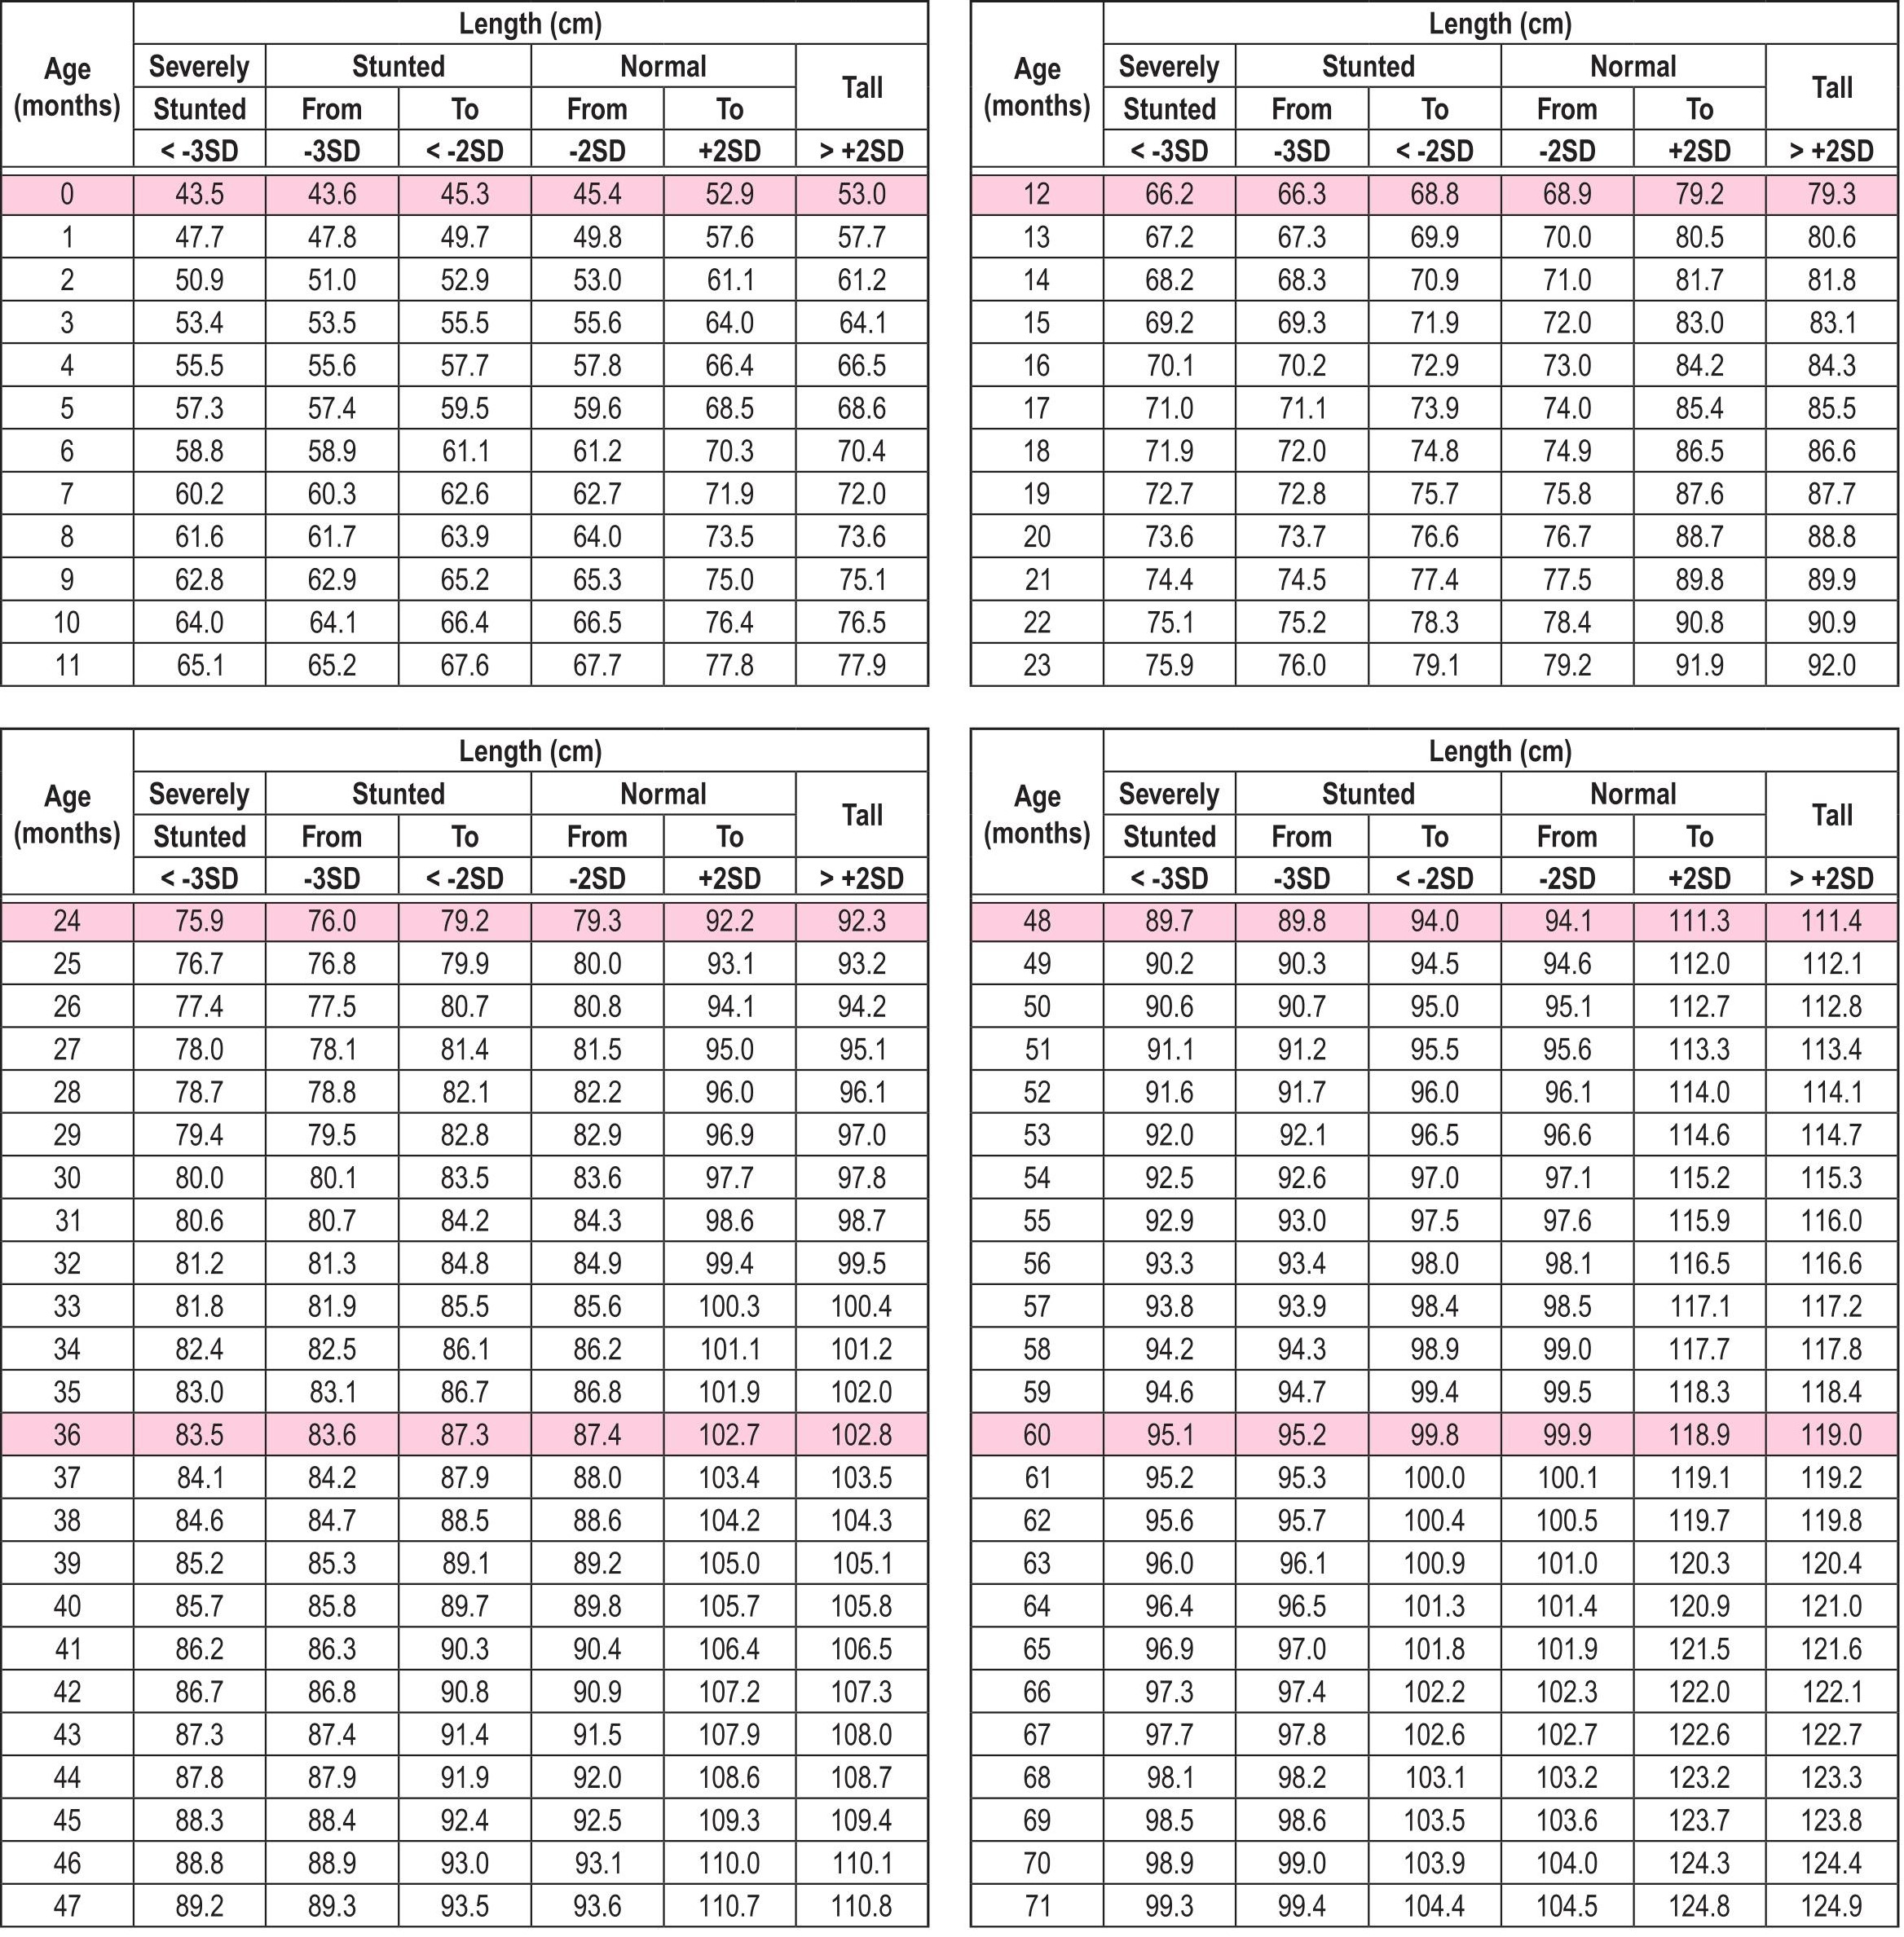 Age (months) Length (cm)
Severely Stunted Normal Tall
Stunted From To From To
< -3SD -3SD < -2SD -2SD +2SD > +2SD
0 43.5 43.6 45.3 45.4 52.9 53.0
1 47.7 47.8 49.7 49.8 57.6 57.7
2 50.9 51.0 52.9 53.0 61.1 61.2
3 53.4 53.5 55.5 55.6 64.0 64.1
4 55.5 55.6 57.7 57.8 66.4 66.5
5 57.3 57.4 59.5 59.6 68.5 68.6
6 58.8 58.9 61.1 61.2 70.3 70.4
7 60.2 60.3 62.6 62.7 71.9 72.0
8 61.6 61.7 63.9 64.0 73.5 73.6
9 62.8 62.9 65.2 65.3 75.0 75.1
10 64.0 64.1 66.4 66.5 76.4 76.5
11 65.1 65.2 67.6 67.7 77.8 77.9
Age (months) Length (cm)
Severely Stunted Normal Tall
Stunted From To From To
< -3SD -3SD < -2SD -2SD +2SD > +2SD
12 66.2 66.3 68.8 68.9 79.2 79.3
13 67.2 67.3 69.9 70.0 80.5 80.6
14 68.2 68.3 70.9 71.0 81.7 81.8
15 69.2 69.3 71.9 72.0 83.0 83.1
16 70.1 70.2 72.9 73.0 84.2 84.3
17 71.0 71.1 73.9 74.0 85.4 85.5
18 71.9 72.0 74.8 74.9 86.5 86.6
19 72.7 72.8 75.7 75.8 87.6 87.7
20 73.6 73.7 76.6 76.7 88.7 88.8
21 74.4 74.5 77.4 77.5 89.8 89.9
22 75.1 75.2 78.3 78.4 90.8 90.9
23 75.9 76.0 79.1 79.2 91.9 92.0
Age (months) Length (cm)
Severely Stunted Normal Tall
Stunted From To From To
< -3SD -3SD < -2SD -2SD +2SD > +2SD
24 75.9 76.0 79.2 79.3 92.2 92.3
25 76.7 76.8 79.9 80.0 93.1 93.2
26 77.4 77.5 80.7 80.8 94.1 94.2
27 78.0 78.1 81.4 81.5 95.0 95.1
28 78.7 78.8 82.1 82.2 96.0 96.1
29 79.4 79.5 82.8 82.9 96.9 97.0
30 80.0 80.1 83.5 83.6 97.7 97.8
31 80.6 80.7 84.2 84.3 98.6 98.7
32 81.2 81.3 84.8 84.9 99.4 99.5
33 81.8 81.9 85.5 85.6 100.3 100.4
34 82.4 82.5 86.1 86.2 101.1 101.2
35 83.0 83.1 86.7 86.8 101.9 102.0
36 83.5 83.6 87.3 87.4 102.7 102.8
37 84.1 84.2 87.9 88.0 103.4 103.5
38 84.6 84.7 88.5 88.6 104.2 104.3
39 85.2 85.3 89.1 89.2 105.0 105.1
40 85.7 85.8 89.7 89.8 105.7 105.8
41 86.2 86.3 90.3 90.4 106.4 106.5
42 86.7 86.8 90.8 90.9 107.2 107.3
43 87.3 87.4 91.4 91.5 107.9 108.0
44 87.8 87.9 91.9 92.0 108.6 108.7
45 88.3 88.4 92.4 92.5 109.3 109.4
46 88.8 88.9 93.0 93.1 110.0 110.1
47 89.2 89.3 93.5 93.6 110.7 110.8
Age (months) Length (cm)
Severely Stunted Normal Tall
Stunted From To From To
< -3SD -3SD < -2SD -2SD +2SD > +2SD
48 89.7 89.8 94.0 94.1 111.3 111.4
49 90.2 90.3 94.5 94.6 112.0 112.1
50 90.6 90.7 95.0 95.1 112.7 112.8
51 91.1 91.2 95.5 95.6 113.3 113.4
52 91.6 91.7 96.0 96.1 114.0 114.1
53 92.0 92.1 96.5 96.6 114.6 114.7
54 92.5 92.6 97.0 97.1 115.2 115.3
55 92.9 93.0 97.5 97.6 115.9 116.0
56 93.3 93.4 98.0 98.1 116.5 116.6
57 93.8 93.9 98.4 98.5 117.1 117.2
58 94.2 94.3 98.9 99.0 117.7 117.8
59 94.6 94.7 99.4 99.5 118.3 118.4
60 95.1 95.2 99.8 99.9 118.9 119.0
61 95.2 95.3 100.0 100.1 119.1 119.2
62 95.6 95.7 100.4 100.5 119.7 119.8
63 96.0 96.1 100.9 101.0 120.3 120.4
64 96.4 96.5 101.3 101.4 120.9 121.0
65 96.9 97.0 101.8 101.9 121.5 121.6
66 97.3 97.4 102.2 102.3 122.0 122.1
67 97.7 97.8 102.6 102.7 122.6 122.7
68 98.1 98.2 103.1 103.2 123.2 123.3
69 98.5 98.6 103.5 103.6 123.7 123.8
70 98.9 99.0 103.9 104.0 124.3 124.4
71 99.3 99.4 104.4 104.5 124.8 124.9